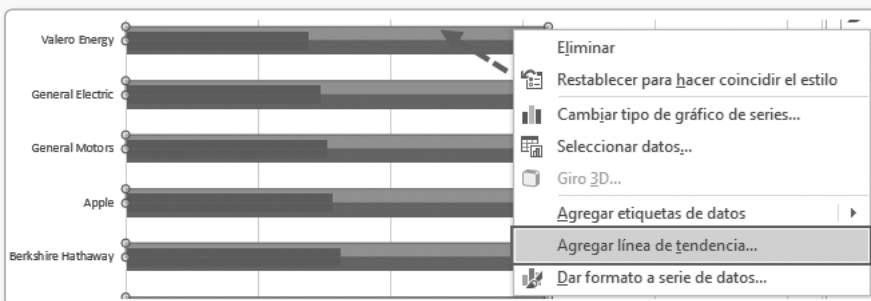 Valero Energy
General Electric
General Motors
Apple
Berkshire Hathaway
Eliminar
Restablecer para hacer coincidir el estilo
Cambiar tipo de gráfico de series...
Seleccionar datos...
Giro 3D...
Agregar etiquetas de datos
Agregar línea de tendencia...
Dar formato a serie de datos...